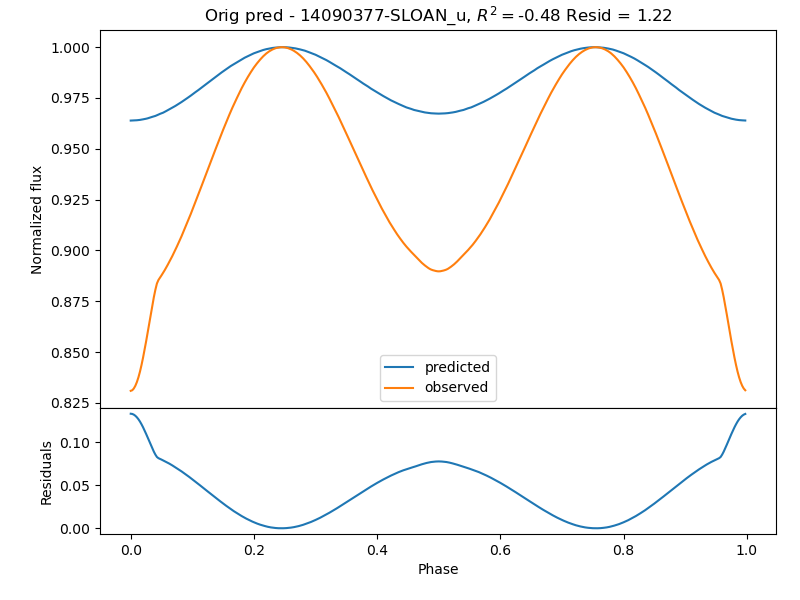 Orig pred - 14090377-SLOAN_u, R² = -0.48 Resid = 1.22
Normalized flux
1.000
0.975
0.950
0.925
0.900
0.875
0.850
0.825
predicted
observed
Residuals
0.10
0.05
0.00
0.0 0.2 0.4 0.6 0.8 1.0
Phase